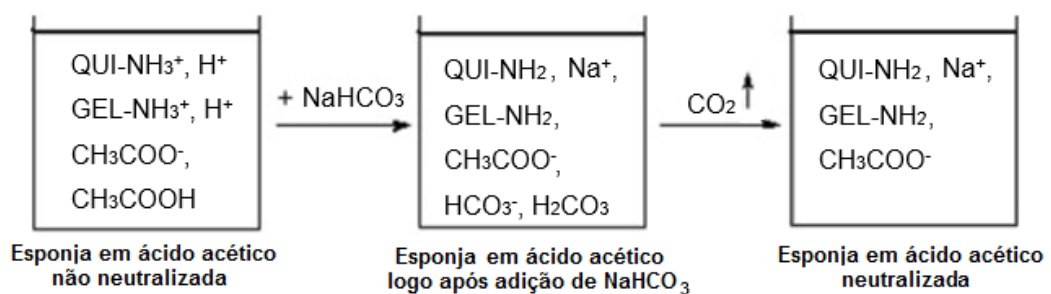 QUI-NH₃⁺, H⁺
GEL-NH₃⁺, H⁺
CH₃COO⁻,
CH₃COOH
Esponja em ácido acético
não neutralizada
+ NaHCO₃
QUI-NH₂, Na⁺,
GEL-NH₂,
CH₃COO⁻,
HCO₃⁻, H₂CO₃
Esponja em ácido acético
logo após adição de NaHCO₃
CO₂
QUI-NH₂, Na⁺,
GEL-NH₂,
CH₃COO⁻
Esponja em ácido acético
neutralizada